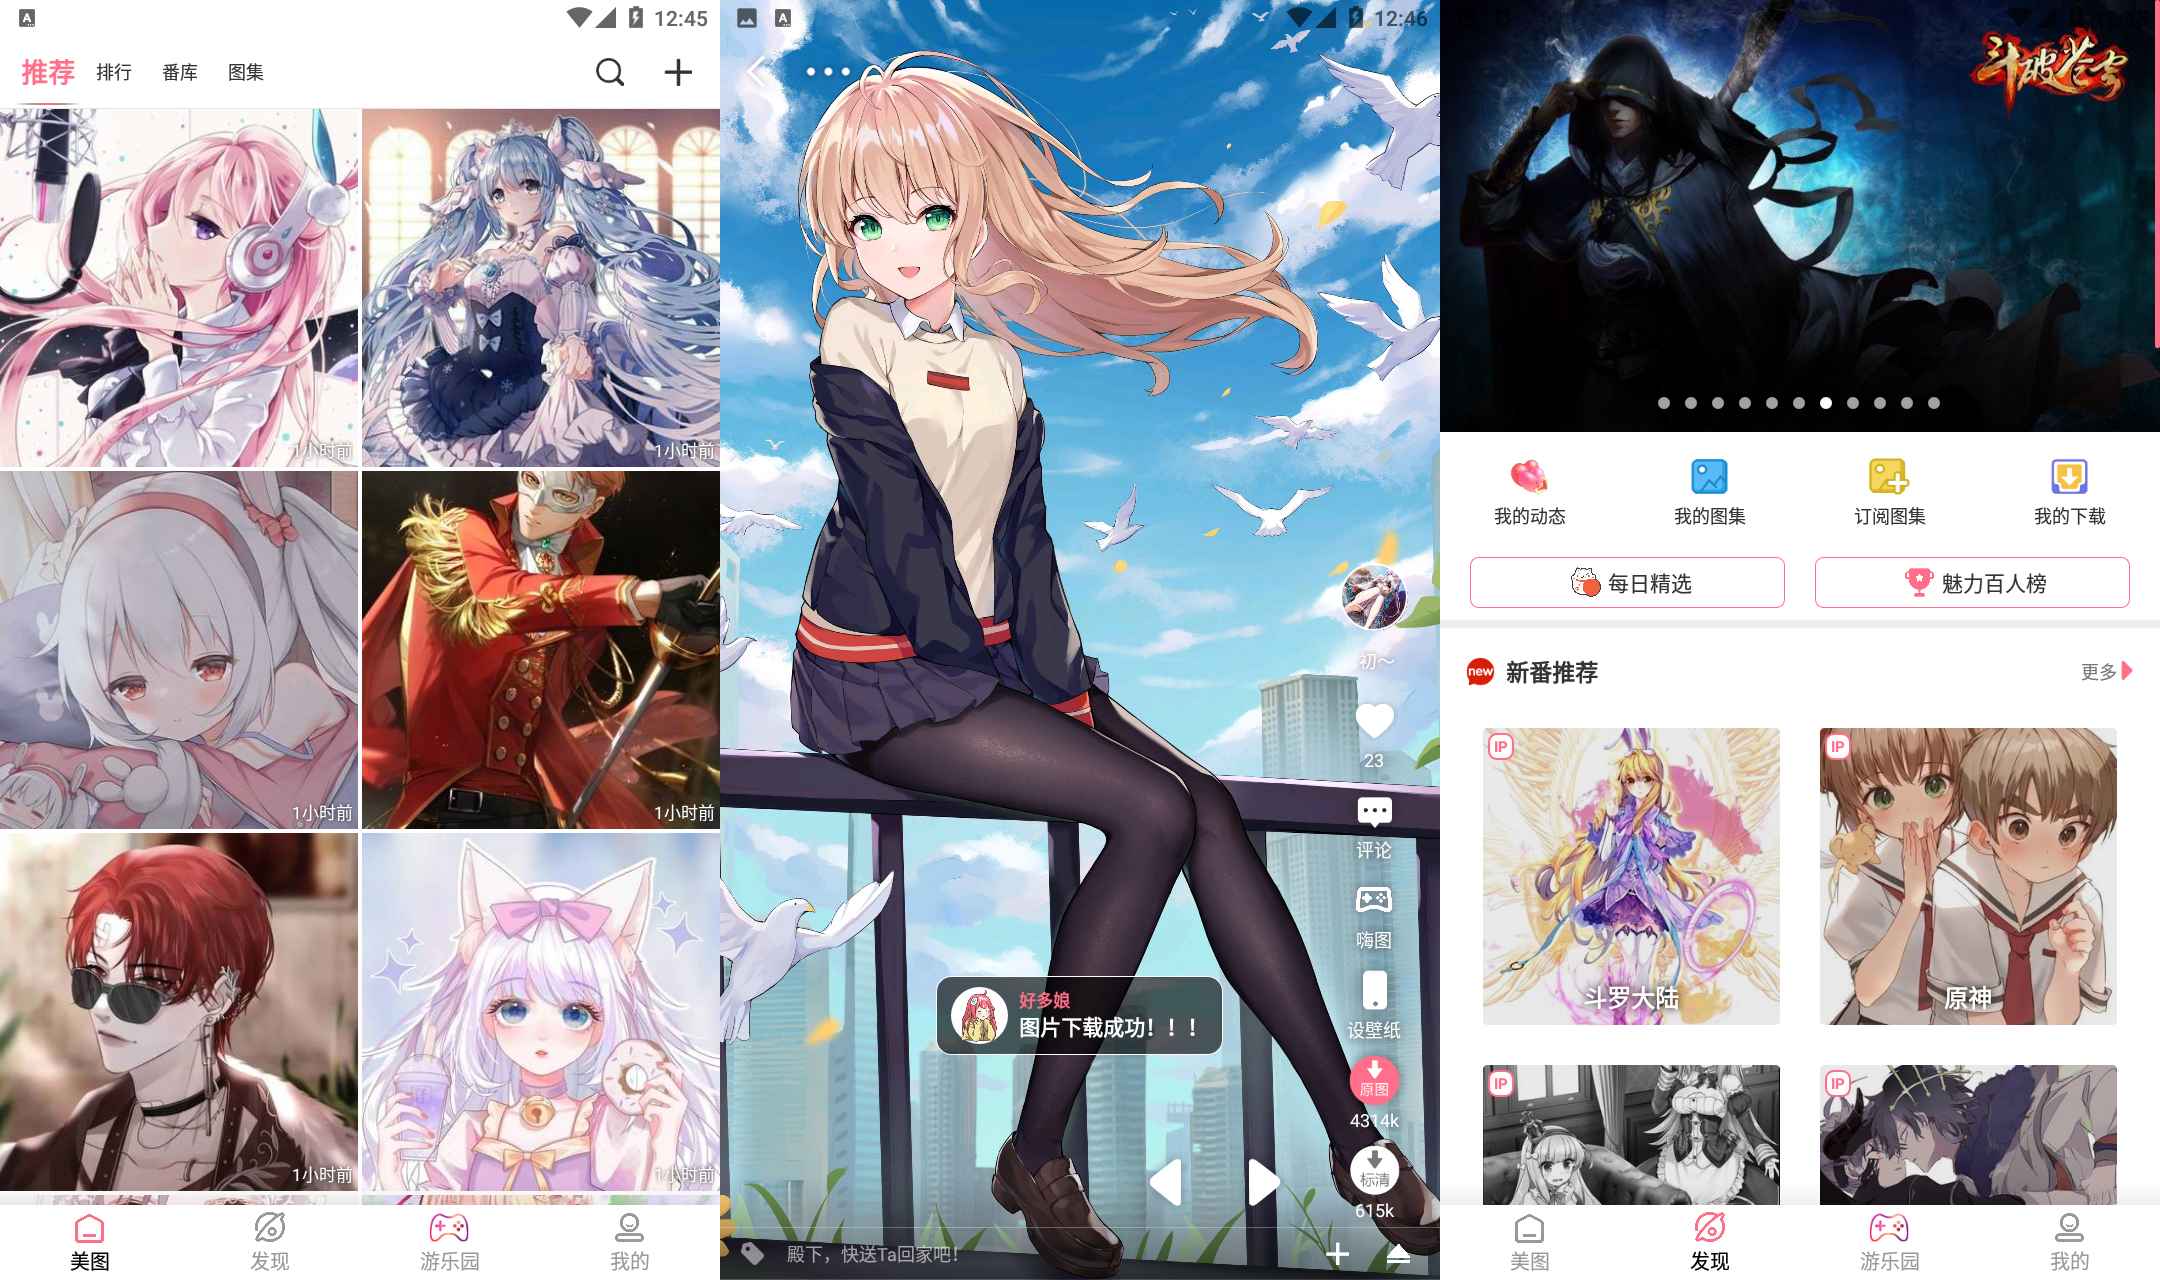 12:45
推荐 排行 番库 图集
1小时前
1小时前
1小时前
1小时前
1小时前
1小时前
美图 发现 游乐园 我的
12:46
初～
23
评论
嗨图
设壁纸
好多娘
图片下载成功！！！
原图
4314k
标清
615k
殿下，快送Ta回家吧！
斗破苍穹
我的动态 我的图集 订阅图集 我的下载
每日精选 魅力百人榜
new 新番推荐 更多
IP
斗罗大陆
IP
原神
IP
IP
美图 发现 游乐园 我的